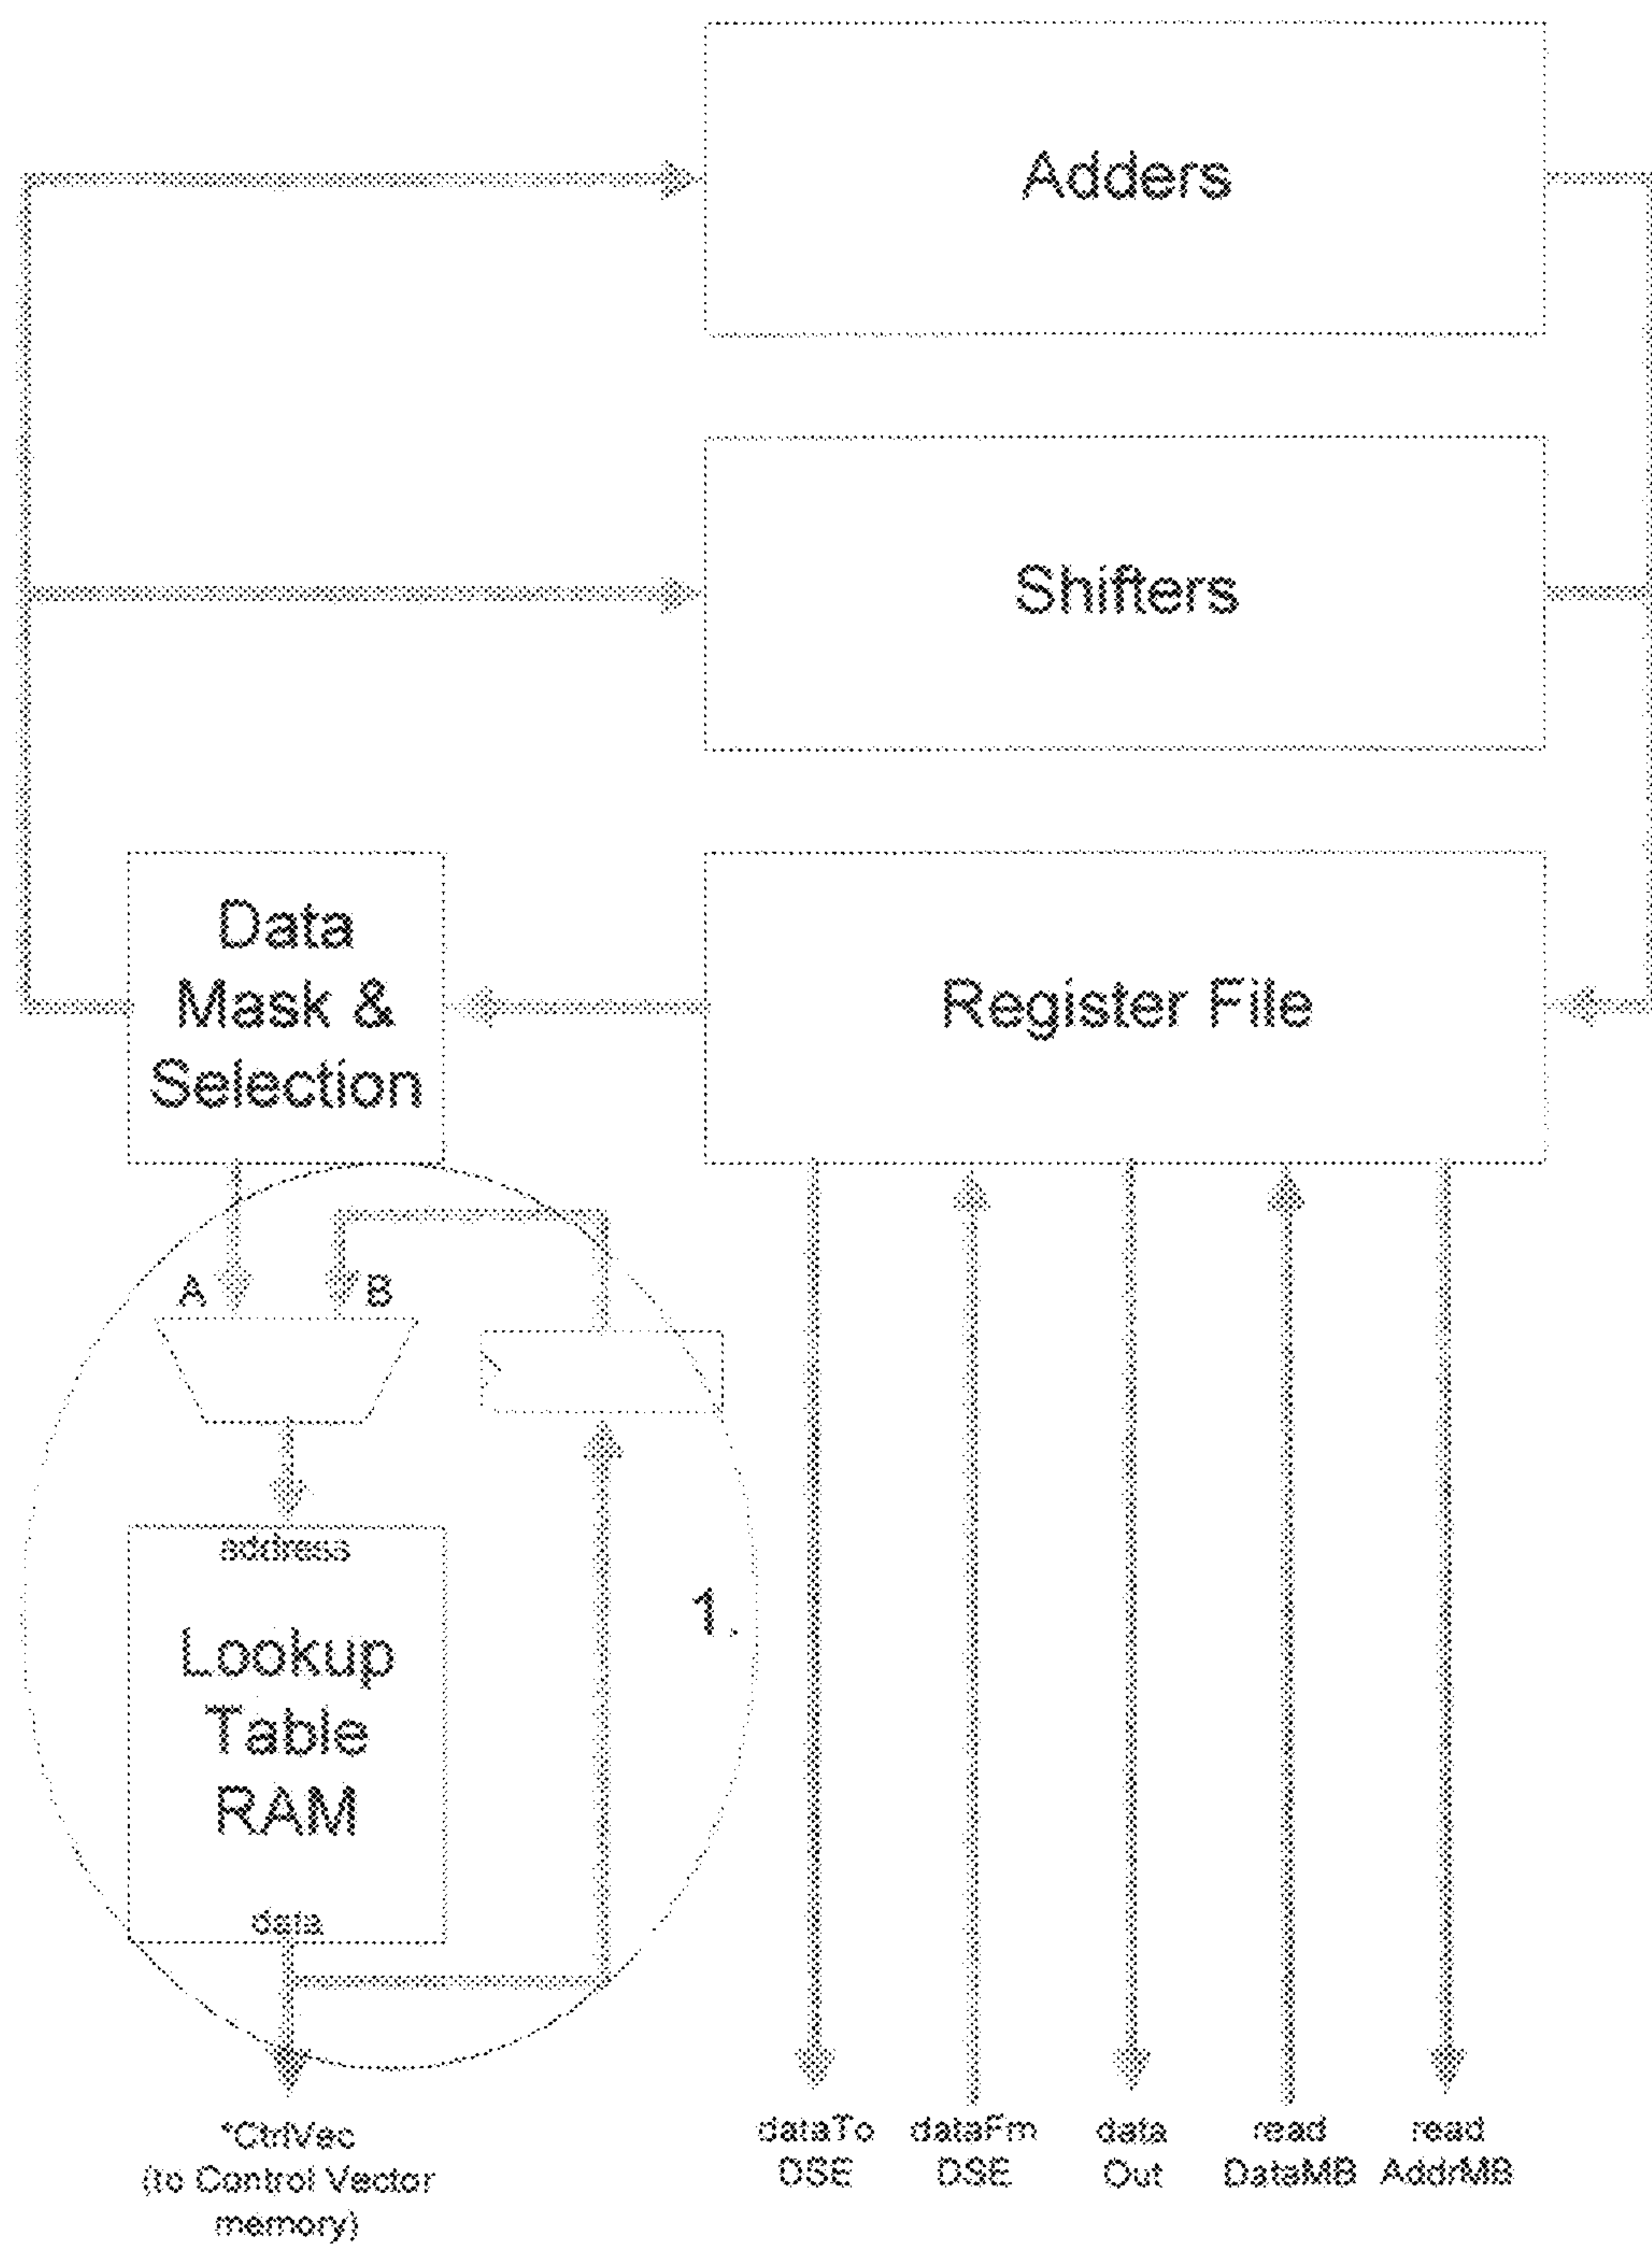 Adders
Shifters
Data
Mask &
Selection
Register File
A
B
address
1.
Lookup
Table
RAM
data
*CtrlVec
(to Control Vector
memory)
dataTo
DSE
dataFm
DSE
data
Out
read
DataMB
read
AddrMB